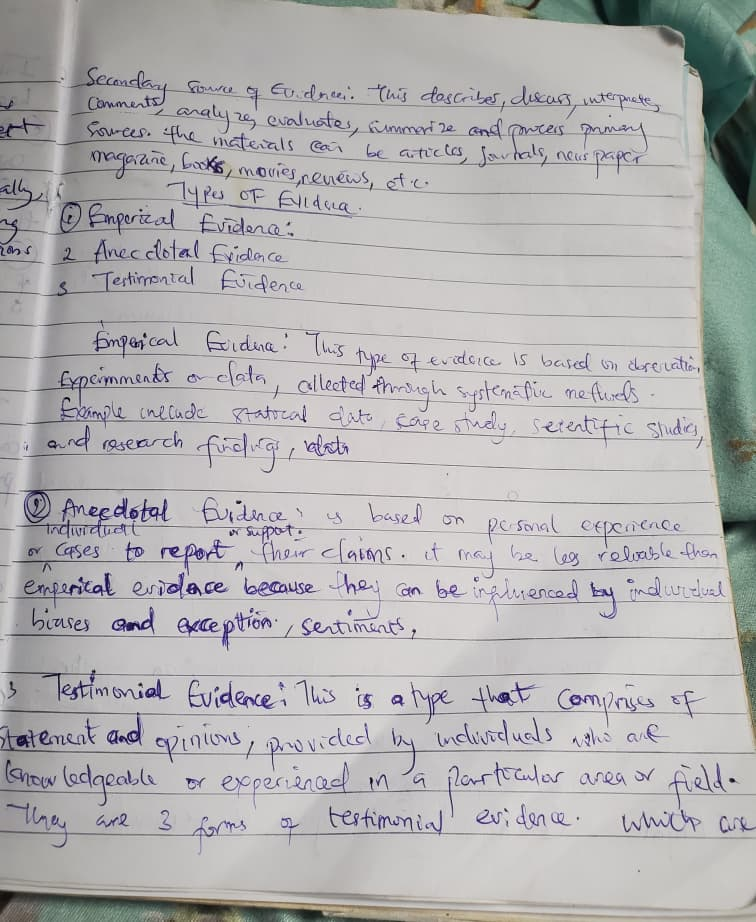 Secondary Source of Evidence: This describes, discuss, interpretes,
Comments, analyzes, evaluates, summarize and process primary
Sources. the materials can be articles, Journals, news paper
magazine, books, movies, reviews, etc.
Types OF Evidence.
① Emperical Evidence:
2 Anecdotal Evidence
3 Testimonial Evidence
Emperical Evidence: This type of evidence is based on observation,
Experiments or data, collected through systematic methods.
Example include data, case study, scientific studies,
and research findings,
② Anecdotal Evidence: is based on personal experience
individual or support.
or cases to report their claims. it may be less reliable than
emperical evidence because they can be influenced by individual
biases and exception, sentiments,
3 Testimonial Evidence: This is a type that comprises of
statement and opinions, provided by individuals who are
knowledgeable or experienced in a particular area or field.
They are 3 forms of testimonial evidence. which are
ally,
ng